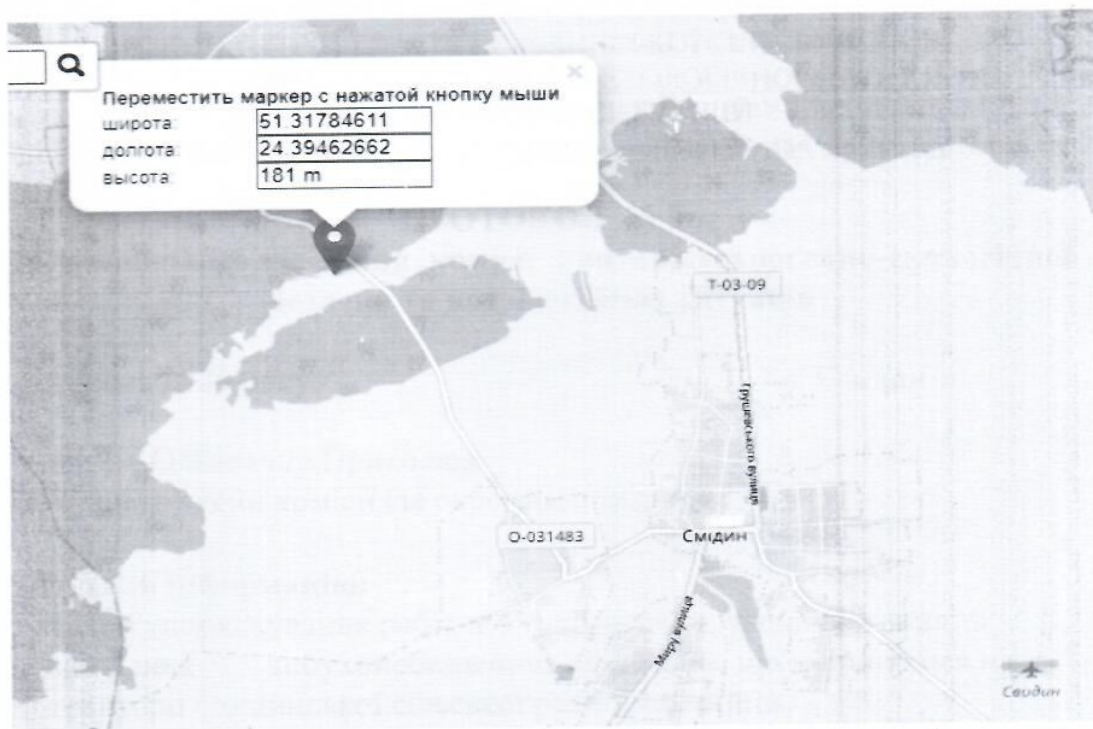 Переместить маркер с нажатой кнопку мыши
широта: 51.31784611
долгота: 24.39462662
высота: 181 m
Т-03-09
Грушевського вулиця
О-031483
Смідин
Миру вулиця
Свидин